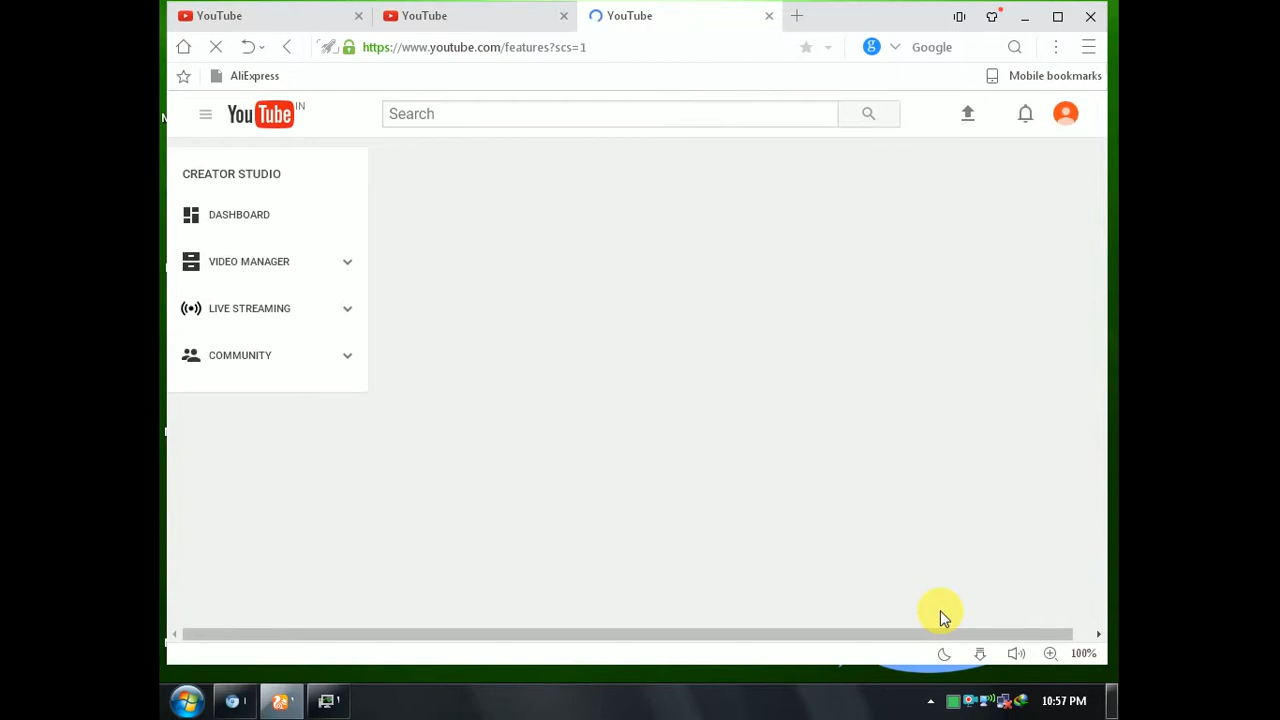 YouTube
YouTube
YouTube
https://www.youtube.com/features?scs=1
Google
AliExpress
Mobile bookmarks
YouTube IN
Search
CREATOR STUDIO
DASHBOARD
VIDEO MANAGER
LIVE STREAMING
COMMUNITY
100%
10:57 PM